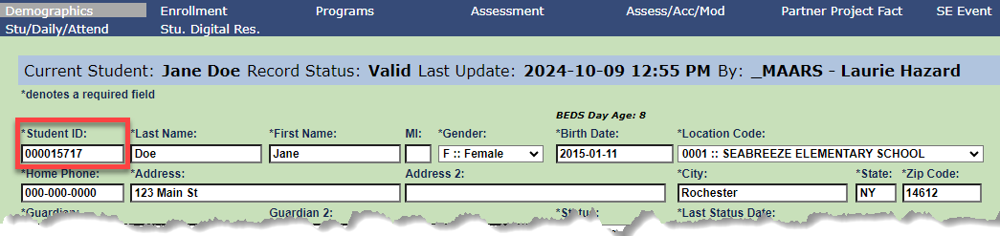 Demographics Enrollment Programs Assessment Assess/Acc/Mod Partner Project Fact SE Event
Stu/Daily/Attend Stu. Digital Res.
Current Student: Jane Doe Record Status: Valid Last Update: 2024-10-09 12:55 PM By: _MAARS - Laurie Hazard
*denotes a required field
BEDS Day Age: 8
*Student ID: *Last Name: *First Name: MI: *Gender: *Birth Date: *Location Code:
000015717 Doe Jane F :: Female 2015-01-11 0001 :: SEABREEZE ELEMENTARY SCHOOL
*Home Phone: *Address: Address 2: *City: *State: *Zip Code:
000-000-0000 123 Main St Rochester NY 14612
*Guardian: Guardian 2: *Status: *Last Status Date: